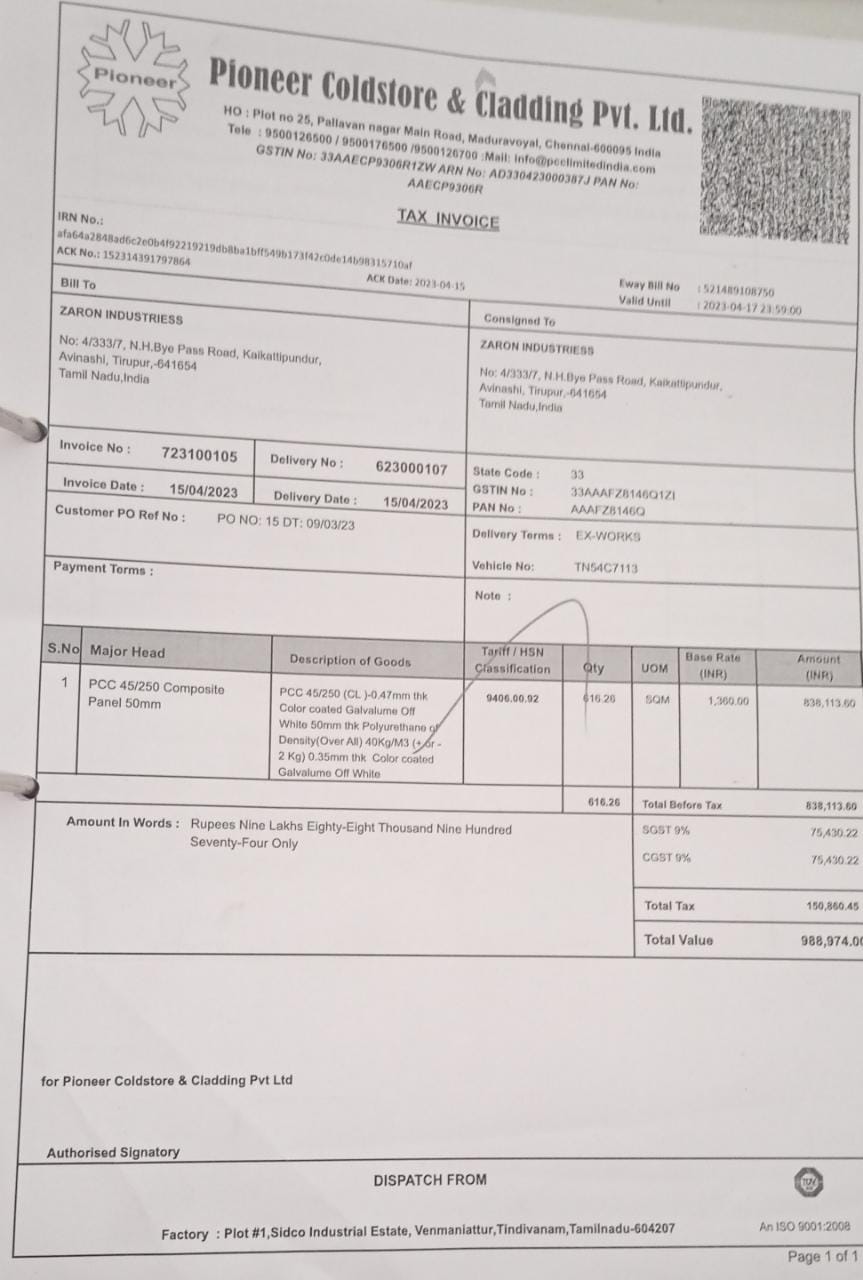 Pioneer
Pioneer Coldstore & Cladding Pvt. Ltd.
HO : Plot no 25, Pallavan nagar Main Road, Maduravoyal, Chennai-600095 India
Tele : 9500126500 / 9500176500 /9500126700 :Mail: info@pcclimitedindia.com
GSTIN No: 33AAECP9306R1ZW ARN No: AD330423000387J PAN No:
AAECP9306R
TAX INVOICE
IRN No.:
afa64a2848ad6c2e0b4f92219219db8ba1bff549b173f42c0de14b98315710af
ACK No.: 152314391797864
ACK Date: 2023-04-15
Eway Bill No : 521489108750
Valid Until : 2023-04-17 23:59:00
Bill To
ZARON INDUSTRIESS
No: 4/333/7, N.H.Bye Pass Road, Kaikattipundur,
Avinashi, Tirupur,-641654
Tamil Nadu,India
Consigned To
ZARON INDUSTRIESS
No: 4/333/7, N.H.Bye Pass Road, Kaikattipundur,
Avinashi, Tirupur,-641654
Tamil Nadu,India
Invoice No : 723100105 Delivery No : 623000107
Invoice Date : 15/04/2023 Delivery Date : 15/04/2023
Customer PO Ref No : PO NO: 15 DT: 09/03/23
Payment Terms :
State Code : 33
GSTIN No : 33AAAFZ8146Q1ZI
PAN No : AAAFZ8146Q
Delivery Terms : EX-WORKS
Vehicle No: TN54C7113
Note :
S.No Major Head Description of Goods Tariff / HSN Classification Qty UOM Base Rate (INR) Amount (INR)
1 PCC 45/250 Composite PCC 45/250 (CL )-0.47mm thk 9406.00.92 616.26 SQM 1,360.00 838,113.60
Panel 50mm Color coated Galvalume Off
White 50mm thk Polyurethane of
Density(Over All) 40Kg/M3 (+ or -
2 Kg) 0.35mm thk Color coated
Galvalume Off White
616.26 Total Before Tax 838,113.60
Amount In Words : Rupees Nine Lakhs Eighty-Eight Thousand Nine Hundred
Seventy-Four Only
SGST 9% 75,430.22
CGST 9% 75,430.22
Total Tax 150,860.45
Total Value 988,974.00
for Pioneer Coldstore & Cladding Pvt Ltd
Authorised Signatory
DISPATCH FROM
Factory : Plot #1,Sidco Industrial Estate, Venmaniattur,Tindivanam,Tamilnadu-604207
An ISO 9001:2008
Page 1 of 1